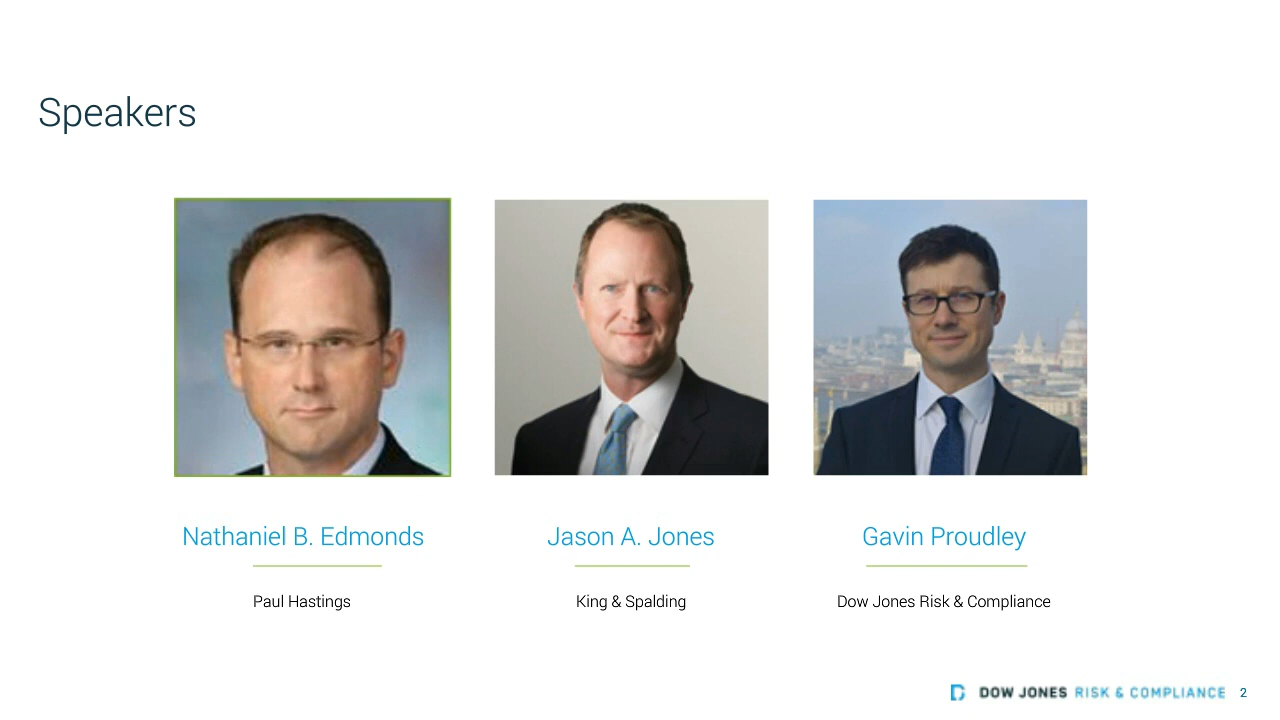 Speakers
Nathaniel B. Edmonds
Jason A. Jones
Gavin Proudley
Paul Hastings
King & Spalding
Dow Jones Risk & Compliance
DOW JONES RISK & COMPLIANCE 2